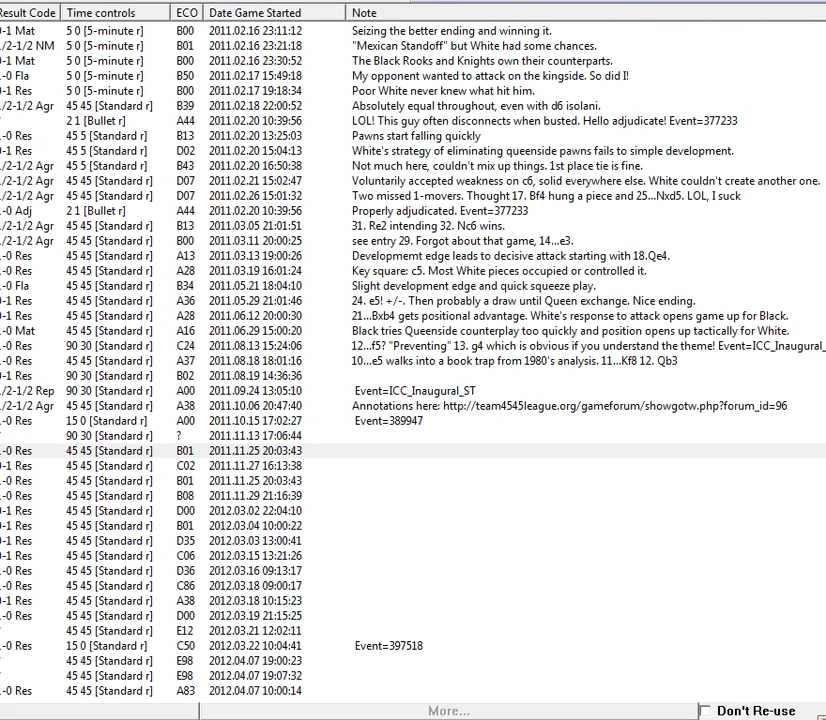 Result Code Time controls ECO Date Game Started Note
0-1 Mat 5 0 [5-minute r] B00 2011.02.16 23:11:12 Seizing the better ending and winning it.
1/2-1/2 NM 5 0 [5-minute r] B01 2011.02.16 23:21:18 "Mexican Standoff" but White had some chances.
0-1 Mat 5 0 [5-minute r] B00 2011.02.16 23:30:52 The Black Rooks and Knights own their counterparts.
-0 Fla 5 0 [5-minute r] B50 2011.02.17 15:49:18 My opponent wanted to attack on the kingside. So did I!
0-1 Res 5 0 [5-minute r] B00 2011.02.17 19:18:34 Poor White never knew what hit him.
1/2-1/2 Agr 45 45 [Standard r] B39 2011.02.18 22:00:52 Absolutely equal throughout, even with d6 isolani.
* 2 1 [Bullet r] A44 2011.02.20 10:39:56 LOL! This guy often disconnects when busted. Hello adjudicate! Event=377233
-0 Res 45 5 [Standard r] B13 2011.02.20 13:25:03 Pawns start falling quickly
0-1 Res 45 5 [Standard r] D02 2011.02.20 15:04:13 White's strategy of eliminating queenside pawns fails to simple development.
1/2-1/2 Agr 45 5 [Standard r] B43 2011.02.20 16:50:38 Not much here, couldn't mix up things. 1st place tie is fine.
1/2-1/2 Agr 45 45 [Standard r] D07 2011.02.21 15:02:47 Voluntarily accepted weakness on c6, solid everywhere else. White couldn't create another one.
1/2-1/2 Agr 45 45 [Standard r] D07 2011.02.26 15:01:32 Two missed 1-movers. Thought 17. Bf4 hung a piece and 25...Nxd5. LOL, I suck
-0 Adj 2 1 [Bullet r] A44 2011.02.20 10:39:56 Properly adjudicated. Event=377233
1/2-1/2 Agr 45 45 [Standard r] B13 2011.03.05 21:01:51 31. Re2 intending 32. Nc6 wins.
1/2-1/2 Agr 45 45 [Standard r] B00 2011.03.11 20:00:25 see entry 29. Forgot about that game, 14...e3.
-0 Res 45 45 [Standard r] A13 2011.03.13 19:00:26 Developmemt edge leads to decisive attack starting with 18.Qe4.
-0 Res 45 45 [Standard r] A28 2011.03.19 16:01:24 Key square: c5. Most White pieces occupied or controlled it.
-0 Fla 45 45 [Standard r] B34 2011.05.21 18:04:10 Slight development edge and quick squeeze play.
0-1 Res 45 45 [Standard r] A36 2011.05.29 21:01:46 24. e5! +/-. Then probably a draw until Queen exchange. Nice ending.
0-1 Res 45 45 [Standard r] A28 2011.06.12 20:00:30 21...Bxb4 gets positional advantage. White's response to attack opens game up for Black.
-0 Mat 45 45 [Standard r] A16 2011.06.29 15:00:20 Black tries Queenside counterplay too quickly and position opens up tactically for White.
-0 Res 90 30 [Standard r] C24 2011.08.13 15:24:06 12...f5? "Preventing" 13. g4 which is obvious if you understand the theme! Event=ICC_Inaugural_
-0 Res 45 45 [Standard r] A37 2011.08.18 18:01:16 10...e5 walks into a book trap from 1980's analysis. 11...Kf8 12. Qb3
0-1 Res 90 30 [Standard r] B02 2011.08.19 14:36:36
1/2-1/2 Rep 90 30 [Standard r] A00 2011.09.24 13:05:10 Event=ICC_Inaugural_ST
1/2-1/2 Agr 45 45 [Standard r] A38 2011.10.06 20:47:40 Annotations here: http://team4545league.org/gameforum/showgotw.php?forum_id=96
-0 Res 15 0 [Standard r] A00 2011.10.15 17:02:27 Event=389947
* 90 30 [Standard r] ? 2011.11.13 17:06:44
-0 Res 45 45 [Standard r] B01 2011.11.25 20:03:43
0-1 Res 45 45 [Standard r] C02 2011.11.27 16:13:38
-0 Res 45 45 [Standard r] B01 2011.11.25 20:03:43
-0 Res 45 45 [Standard r] B08 2011.11.29 21:16:39
0-1 Res 45 45 [Standard r] D00 2012.03.02 22:04:10
0-1 Res 45 45 [Standard r] B01 2012.03.04 10:00:22
0-1 Res 45 45 [Standard r] D35 2012.03.03 13:00:41
-0 Res 45 45 [Standard r] C06 2012.03.15 13:21:26
-0 Res 45 45 [Standard r] D36 2012.03.16 09:13:17
-0 Res 45 45 [Standard r] C86 2012.03.18 09:00:17
0-1 Res 45 45 [Standard r] A38 2012.03.18 10:15:23
-0 Res 45 45 [Standard r] D00 2012.03.19 21:15:25
* 45 45 [Standard r] E12 2012.03.21 12:02:11
-0 Res 15 0 [Standard r] C50 2012.03.22 10:04:41 Event=397518
* 45 45 [Standard r] E98 2012.04.07 19:00:23
* 45 45 [Standard r] E98 2012.04.07 19:07:32
-0 Res 45 45 [Standard r] A83 2012.04.07 10:00:14
More... Don't Re-use